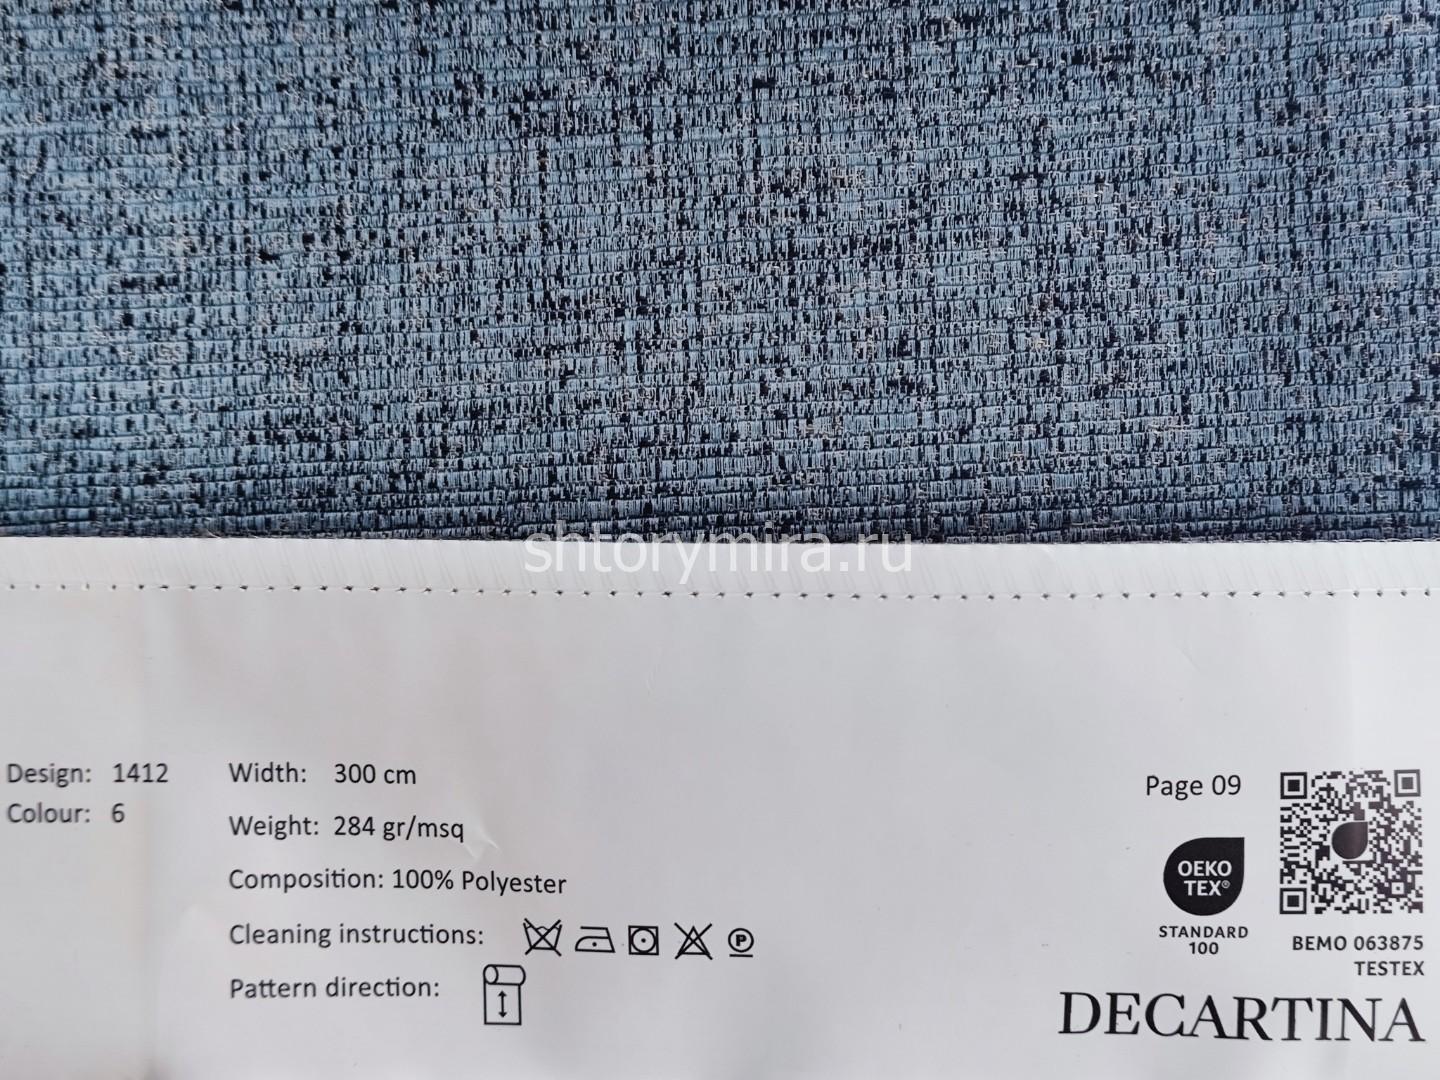 shtorymira.ru
Design: 1412
Colour: 6
Width: 300 cm
Weight: 284 gr/msq
Composition: 100% Polyester
Cleaning instructions:
P
Pattern direction:
Page 09
OEKO
TEX®
STANDARD
100
BEMO 063875
TESTEX
DECARTINA